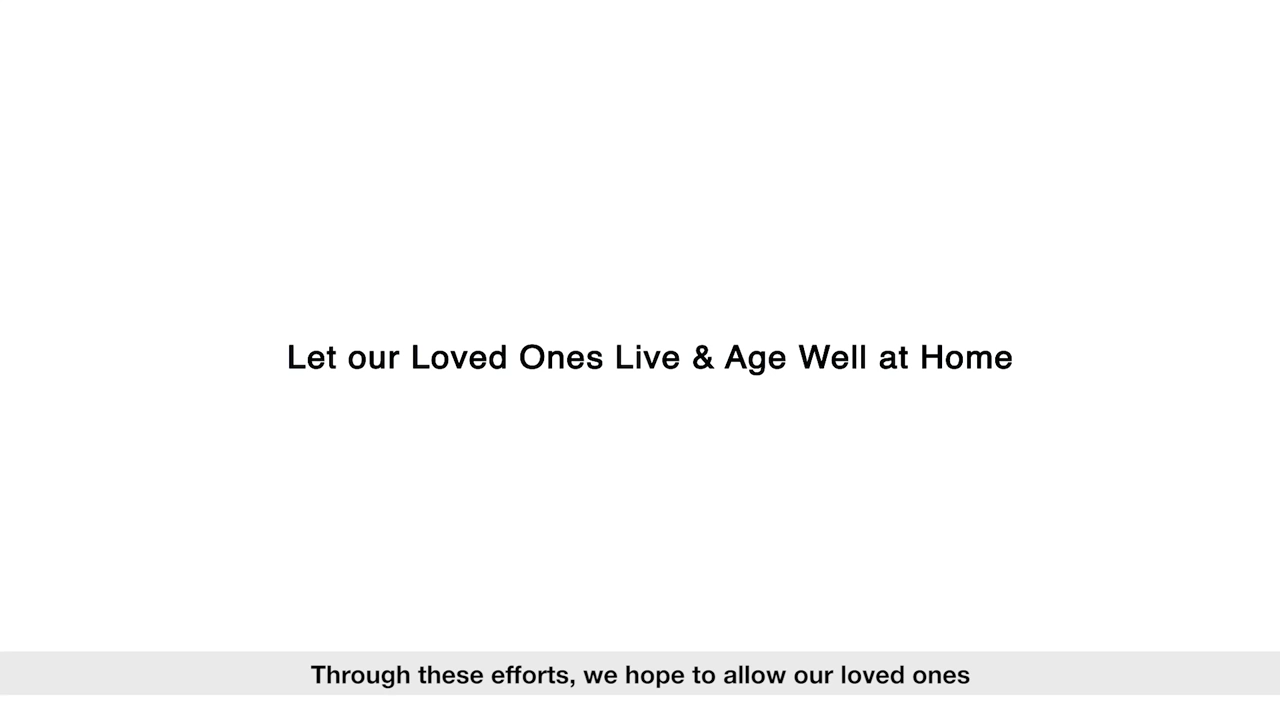 Let our Loved Ones Live & Age Well at Home
Through these efforts, we hope to allow our loved ones